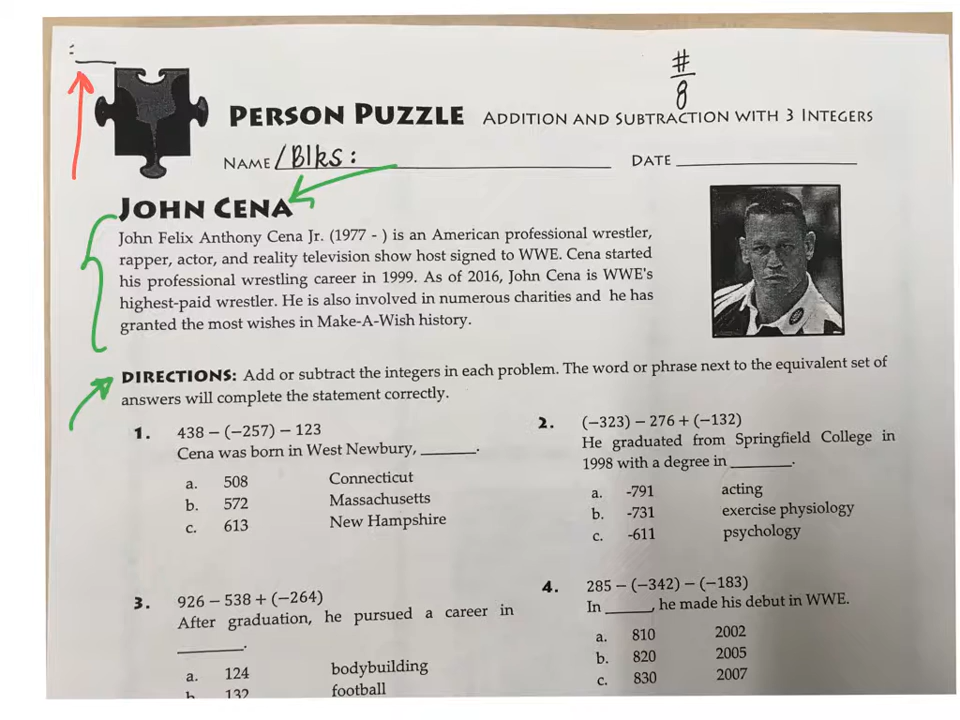 : __
#
8
PERSON PUZZLE ADDITION AND SUBTRACTION WITH 3 INTEGERS
NAME /Blks: ____ DATE ____
JOHN CENA
John Felix Anthony Cena Jr. (1977 - ) is an American professional wrestler,
rapper, actor, and reality television show host signed to WWE. Cena started
his professional wrestling career in 1999. As of 2016, John Cena is WWE's
highest-paid wrestler. He is also involved in numerous charities and he has
granted the most wishes in Make-A-Wish history.
DIRECTIONS: Add or subtract the integers in each problem. The word or phrase next to the equivalent set of
answers will complete the statement correctly.
1. 438 − (−257) − 123
Cena was born in West Newbury, ______.
a. 508 Connecticut
b. 572 Massachusetts
c. 613 New Hampshire
2. (−323) − 276 + (−132)
He graduated from Springfield College in
1998 with a degree in ______.
a. -791 acting
b. -731 exercise physiology
c. -611 psychology
3. 926 − 538 + (−264)
After graduation, he pursued a career in
______.
a. 124 bodybuilding
b. 132 football
4. 285 − (−342) − (−183)
In ______, he made his debut in WWE.
a. 810 2002
b. 820 2005
c. 830 2007